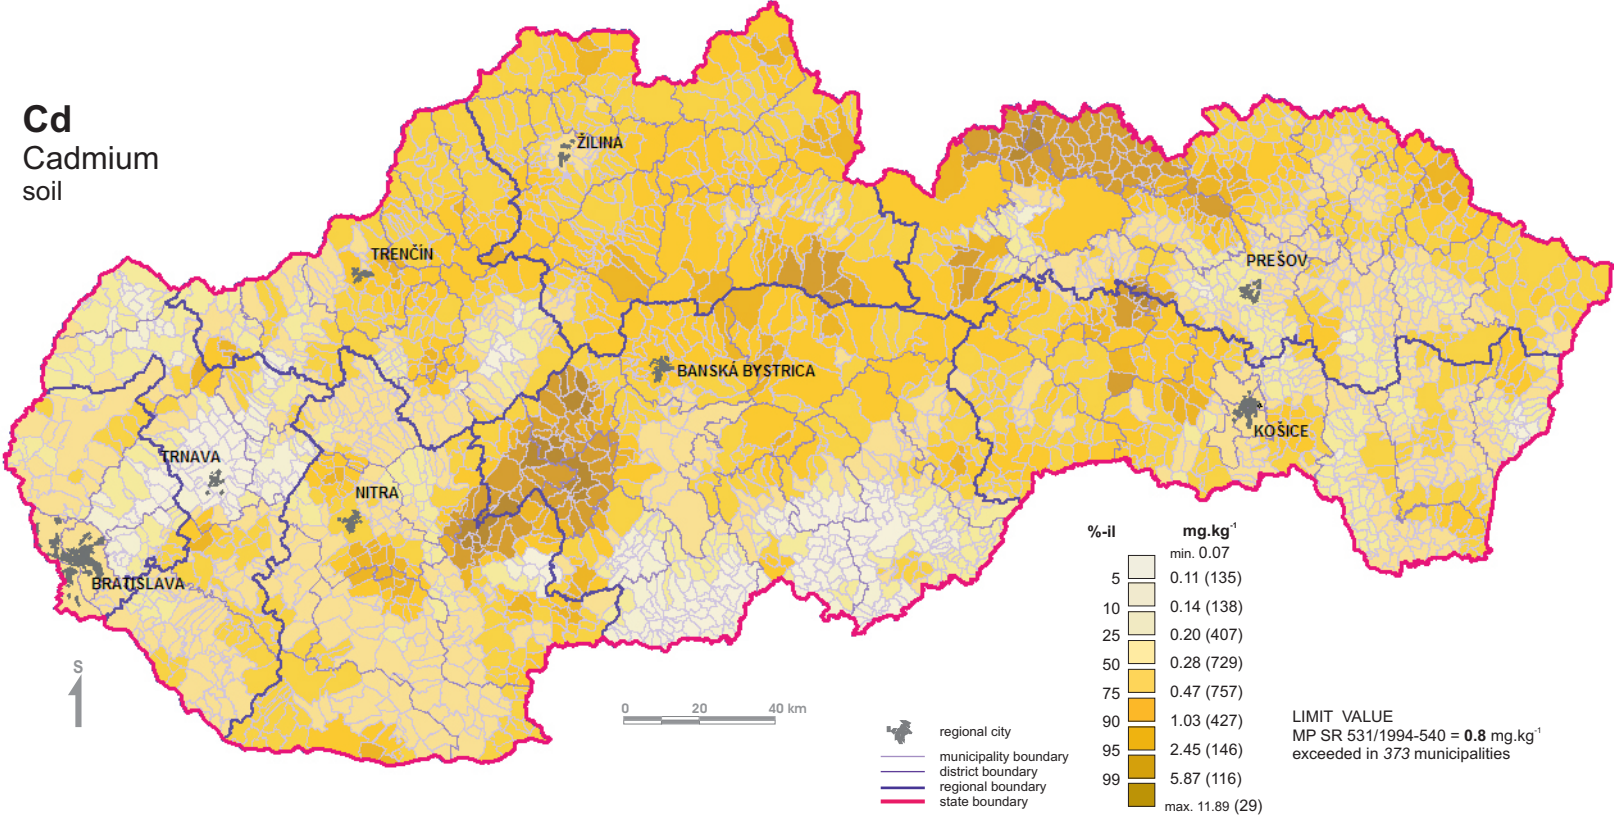 Cd
Cadmium
soil
ŽILINA
TRENČÍN
PREŠOV
BANSKÁ BYSTRICA
KOŠICE
TRNAVA
NITRA
BRATISLAVA
S
0 20 40 km
regional city
municipality boundary
district boundary
regional boundary
state boundary
%-il mg.kg⁻¹
min. 0.07
5 0.11 (135)
10 0.14 (138)
25 0.20 (407)
50 0.28 (729)
75 0.47 (757)
90 1.03 (427)
95 2.45 (146)
99 5.87 (116)
max. 11.89 (29)
LIMIT VALUE
MP SR 531/1994-540 = 0.8 mg.kg⁻¹
exceeded in 373 municipalities